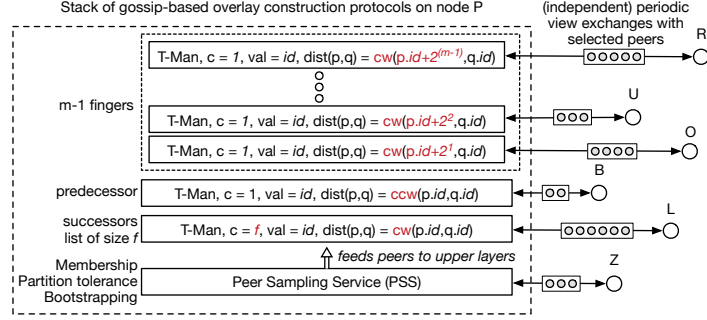 Stack of gossip-based overlay construction protocols on node P
(independent) periodic
view exchanges with
selected peers
R
T-Man, c = 1, val = id, dist(p,q) = cw(p.id+2^(m-1),q.id)
m-1 fingers
U
T-Man, c = 1, val = id, dist(p,q) = cw(p.id+2^2,q.id)
O
T-Man, c = 1, val = id, dist(p,q) = cw(p.id+2^1,q.id)
B
predecessor
T-Man, c = 1, val = id, dist(p,q) = ccw(p.id,q.id)
L
successors
list of size f
T-Man, c = f, val = id, dist(p,q) = cw(p.id,q.id)
feeds peers to upper layers
Z
Membership
Partition tolerance
Bootstrapping
Peer Sampling Service (PSS)